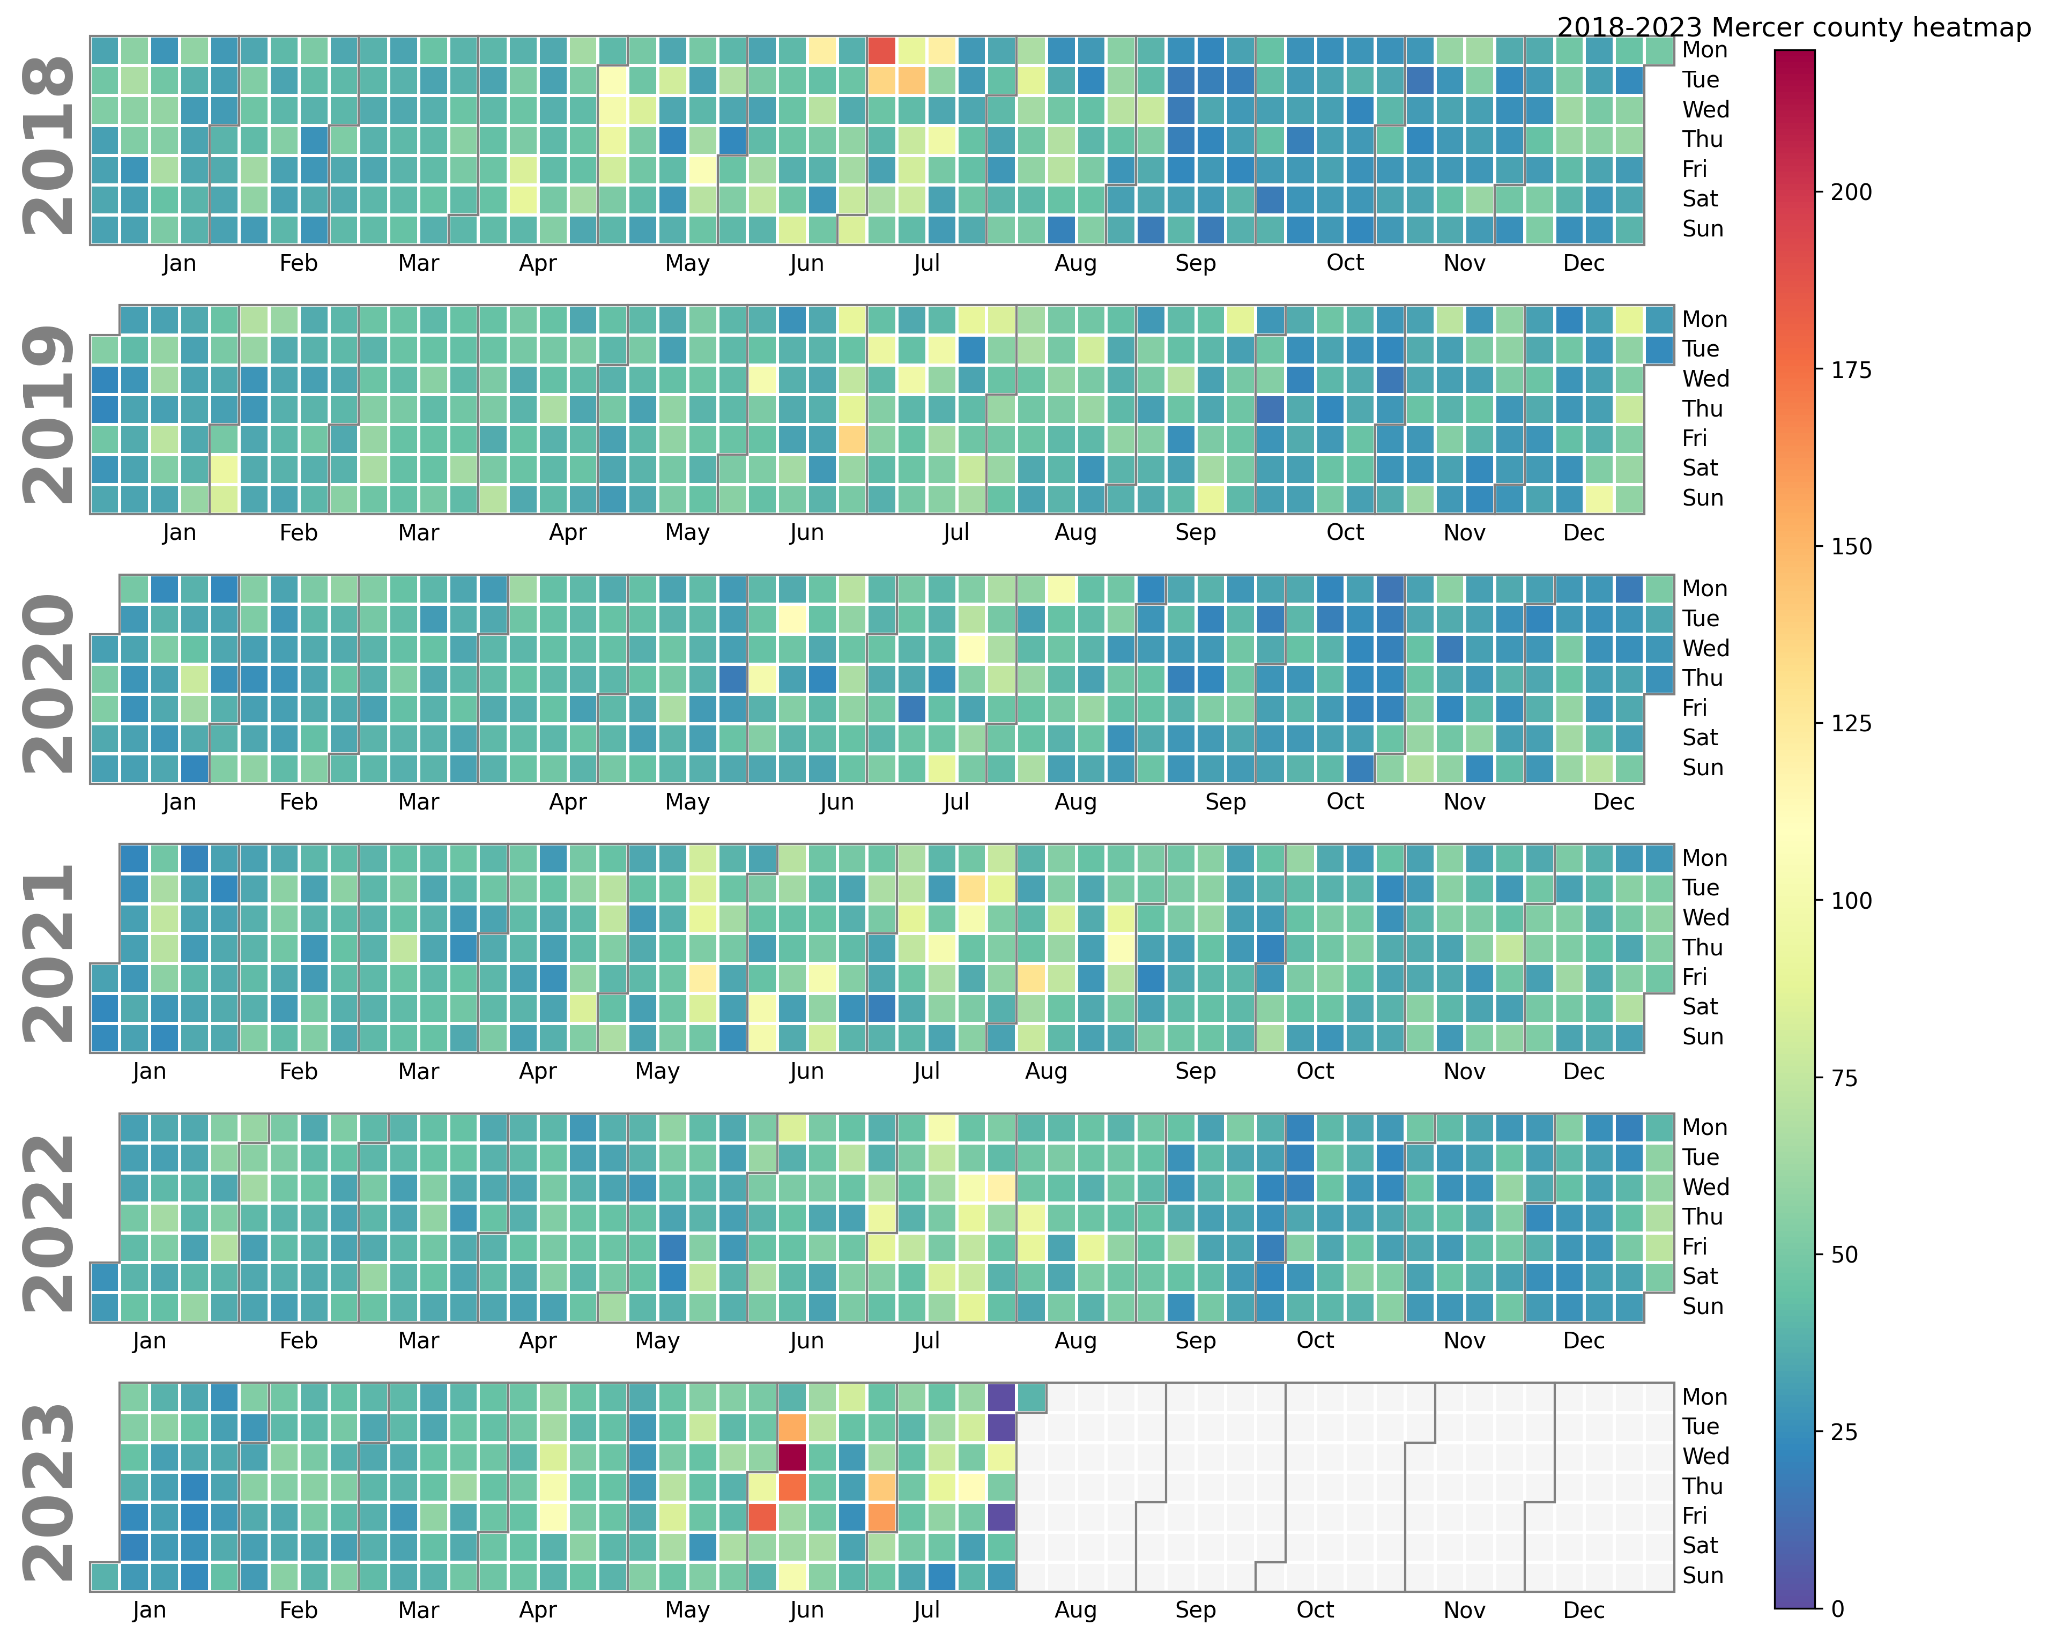 2018-2023 Mercer county heatmap
2018
Mon
Tue
Wed
Thu
Fri
Sat
Sun
Jan Feb Mar Apr May Jun Jul Aug Sep Oct Nov Dec
2019
Mon
Tue
Wed
Thu
Fri
Sat
Sun
Jan Feb Mar Apr May Jun Jul Aug Sep Oct Nov Dec
2020
Mon
Tue
Wed
Thu
Fri
Sat
Sun
Jan Feb Mar Apr May Jun Jul Aug Sep Oct Nov Dec
2021
Mon
Tue
Wed
Thu
Fri
Sat
Sun
Jan Feb Mar Apr May Jun Jul Aug Sep Oct Nov Dec
2022
Mon
Tue
Wed
Thu
Fri
Sat
Sun
Jan Feb Mar Apr May Jun Jul Aug Sep Oct Nov Dec
2023
Mon
Tue
Wed
Thu
Fri
Sat
Sun
Jan Feb Mar Apr May Jun Jul Aug Sep Oct Nov Dec
200
175
150
125
100
75
50
25
0